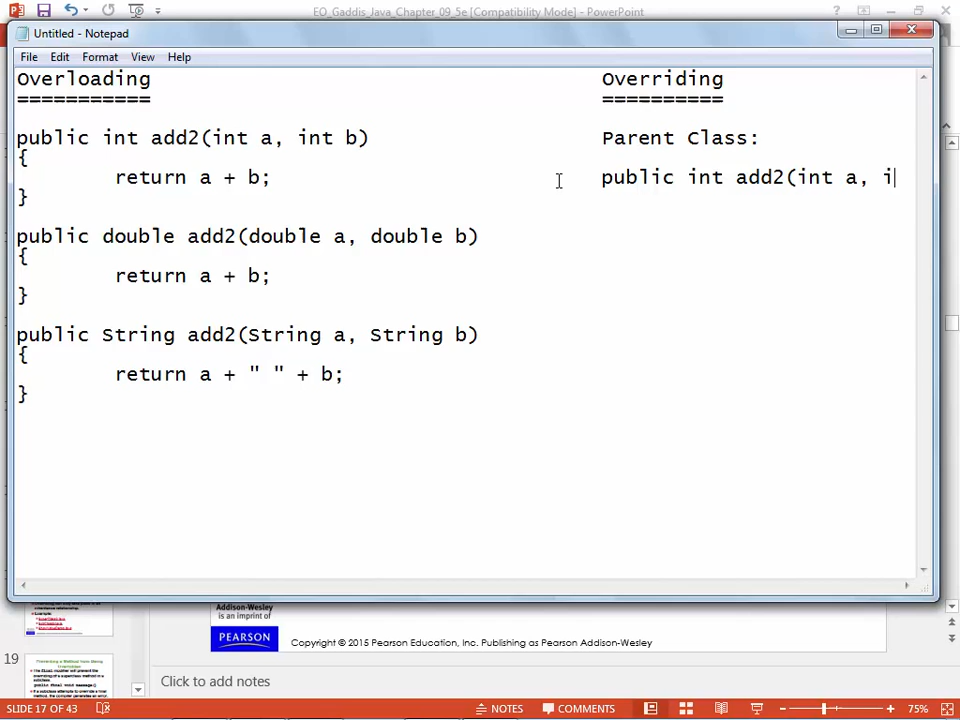 EO_Gaddis_Java_Chapter_09_5e [Compatibility Mode] - PowerPoint
Untitled - Notepad
File Edit Format View Help
Overloading
===========
public int add2(int a, int b)
{
return a + b;
}
public double add2(double a, double b)
{
return a + b;
}
public String add2(String a, String b)
{
return a + " " + b;
}
Overriding
==========
Parent Class:
public int add2(int a, i
19
Addison-Wesley
is an imprint of
PEARSON
Copyright © 2015 Pearson Education, Inc. Publishing as Pearson Addison-Wesley
Click to add notes
SLIDE 17 OF 43
NOTES
COMMENTS
75%